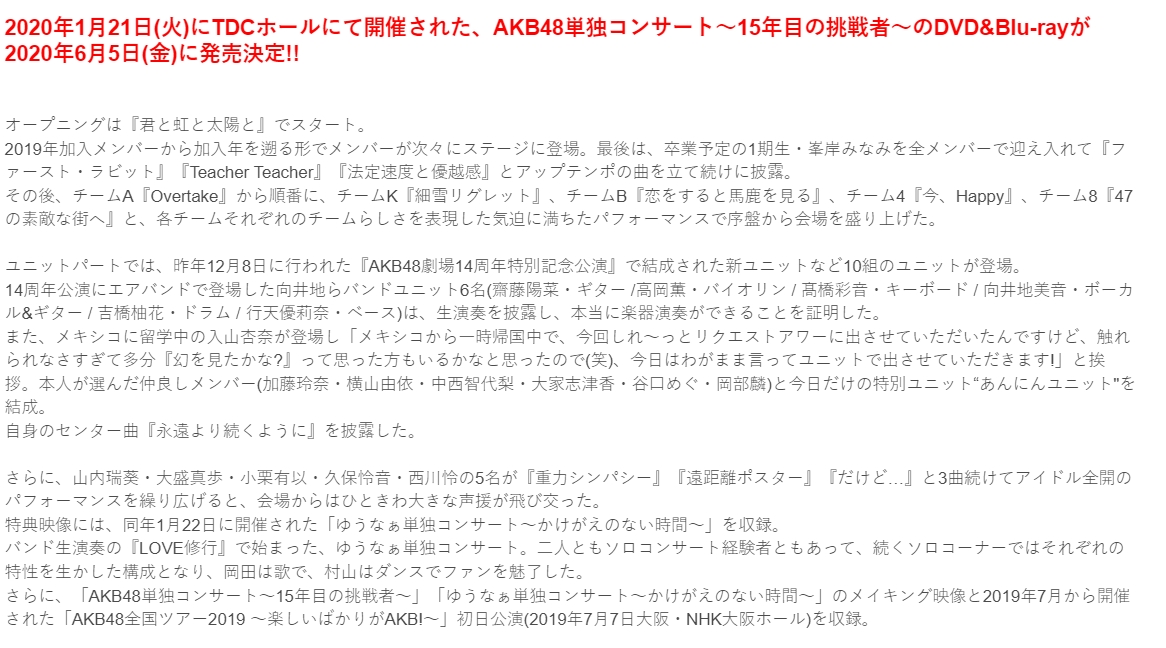 2020年1月21日(火)にTDCホールにて開催された、AKB48単独コンサート～15年目の挑戦者～のDVD&Blu-rayが
2020年6月5日(金)に発売決定!!
オープニングは『君と虹と太陽と』でスタート。
2019年加入メンバーから加入年を遡る形でメンバーが次々にステージに登場。最後は、卒業予定の1期生・峯岸みなみを全メンバーで迎え入れて『フ
ァースト・ラビット』『Teacher Teacher』『法定速度と優越感』とアップテンポの曲を立て続けに披露。
その後、チームA『Overtake』から順番に、チームK『細雪リグレット』、チームB『恋をすると馬鹿を見る』、チーム4『今、Happy』、チーム8『47
の素敵な街へ』と、各チームそれぞれのチームらしさを表現した気迫に満ちたパフォーマンスで序盤から会場を盛り上げた。
ユニットパートでは、昨年12月8日に行われた『AKB48劇場14周年特別記念公演』で結成された新ユニットなど10組のユニットが登場。
14周年公演にエアバンドで登場した向井地らバンドユニット6名(齋藤陽菜・ギター /高岡薫・バイオリン / 髙橋彩音・キーボード / 向井地美音・ボーカ
ル&ギター / 吉橋柚花・ドラム / 行天優莉奈・ベース)は、生演奏を披露し、本当に楽器演奏ができることを証明した。
また、メキシコに留学中の入山杏奈が登場し「メキシコから一時帰国中で、今回しれ～っとリクエストアワーに出させていただいたんですけど、触れ
られなさすぎて多分『幻を見たかな?』って思った方もいるかなと思ったので(笑)、今日はわがまま言ってユニットで出させていただきます!」と挨
拶。本人が選んだ仲良しメンバー(加藤玲奈・横山由依・中西智代梨・大家志津香・谷口めぐ・岡部麟)と今日だけの特別ユニット“あんにんユニット"を
結成。
自身のセンター曲『永遠より続くように』を披露した。
さらに、山内瑞葵・大盛真歩・小栗有以・久保怜音・西川怜の5名が『重力シンパシー』『遠距離ポスター』『だけど…』と3曲続けてアイドル全開の
パフォーマンスを繰り広げると、会場からはひときわ大きな声援が飛び交った。
特典映像には、同年1月22日に開催された「ゆうなぁ単独コンサート～かけがえのない時間～」を収録。
バンド生演奏の『LOVE修行』で始まった、ゆうなぁ単独コンサート。二人ともソロコンサート経験者ともあって、続くソロコーナーではそれぞれの
特性を生かした構成となり、岡田は歌で、村山はダンスでファンを魅了した。
さらに、「AKB48単独コンサート～15年目の挑戦者～」「ゆうなぁ単独コンサート～かけがえのない時間～」のメイキング映像と2019年7月から開催
された「AKB48全国ツアー2019 ～楽しいばかりがAKB!～」初日公演(2019年7月7日大阪・NHK大阪ホール)を収録。